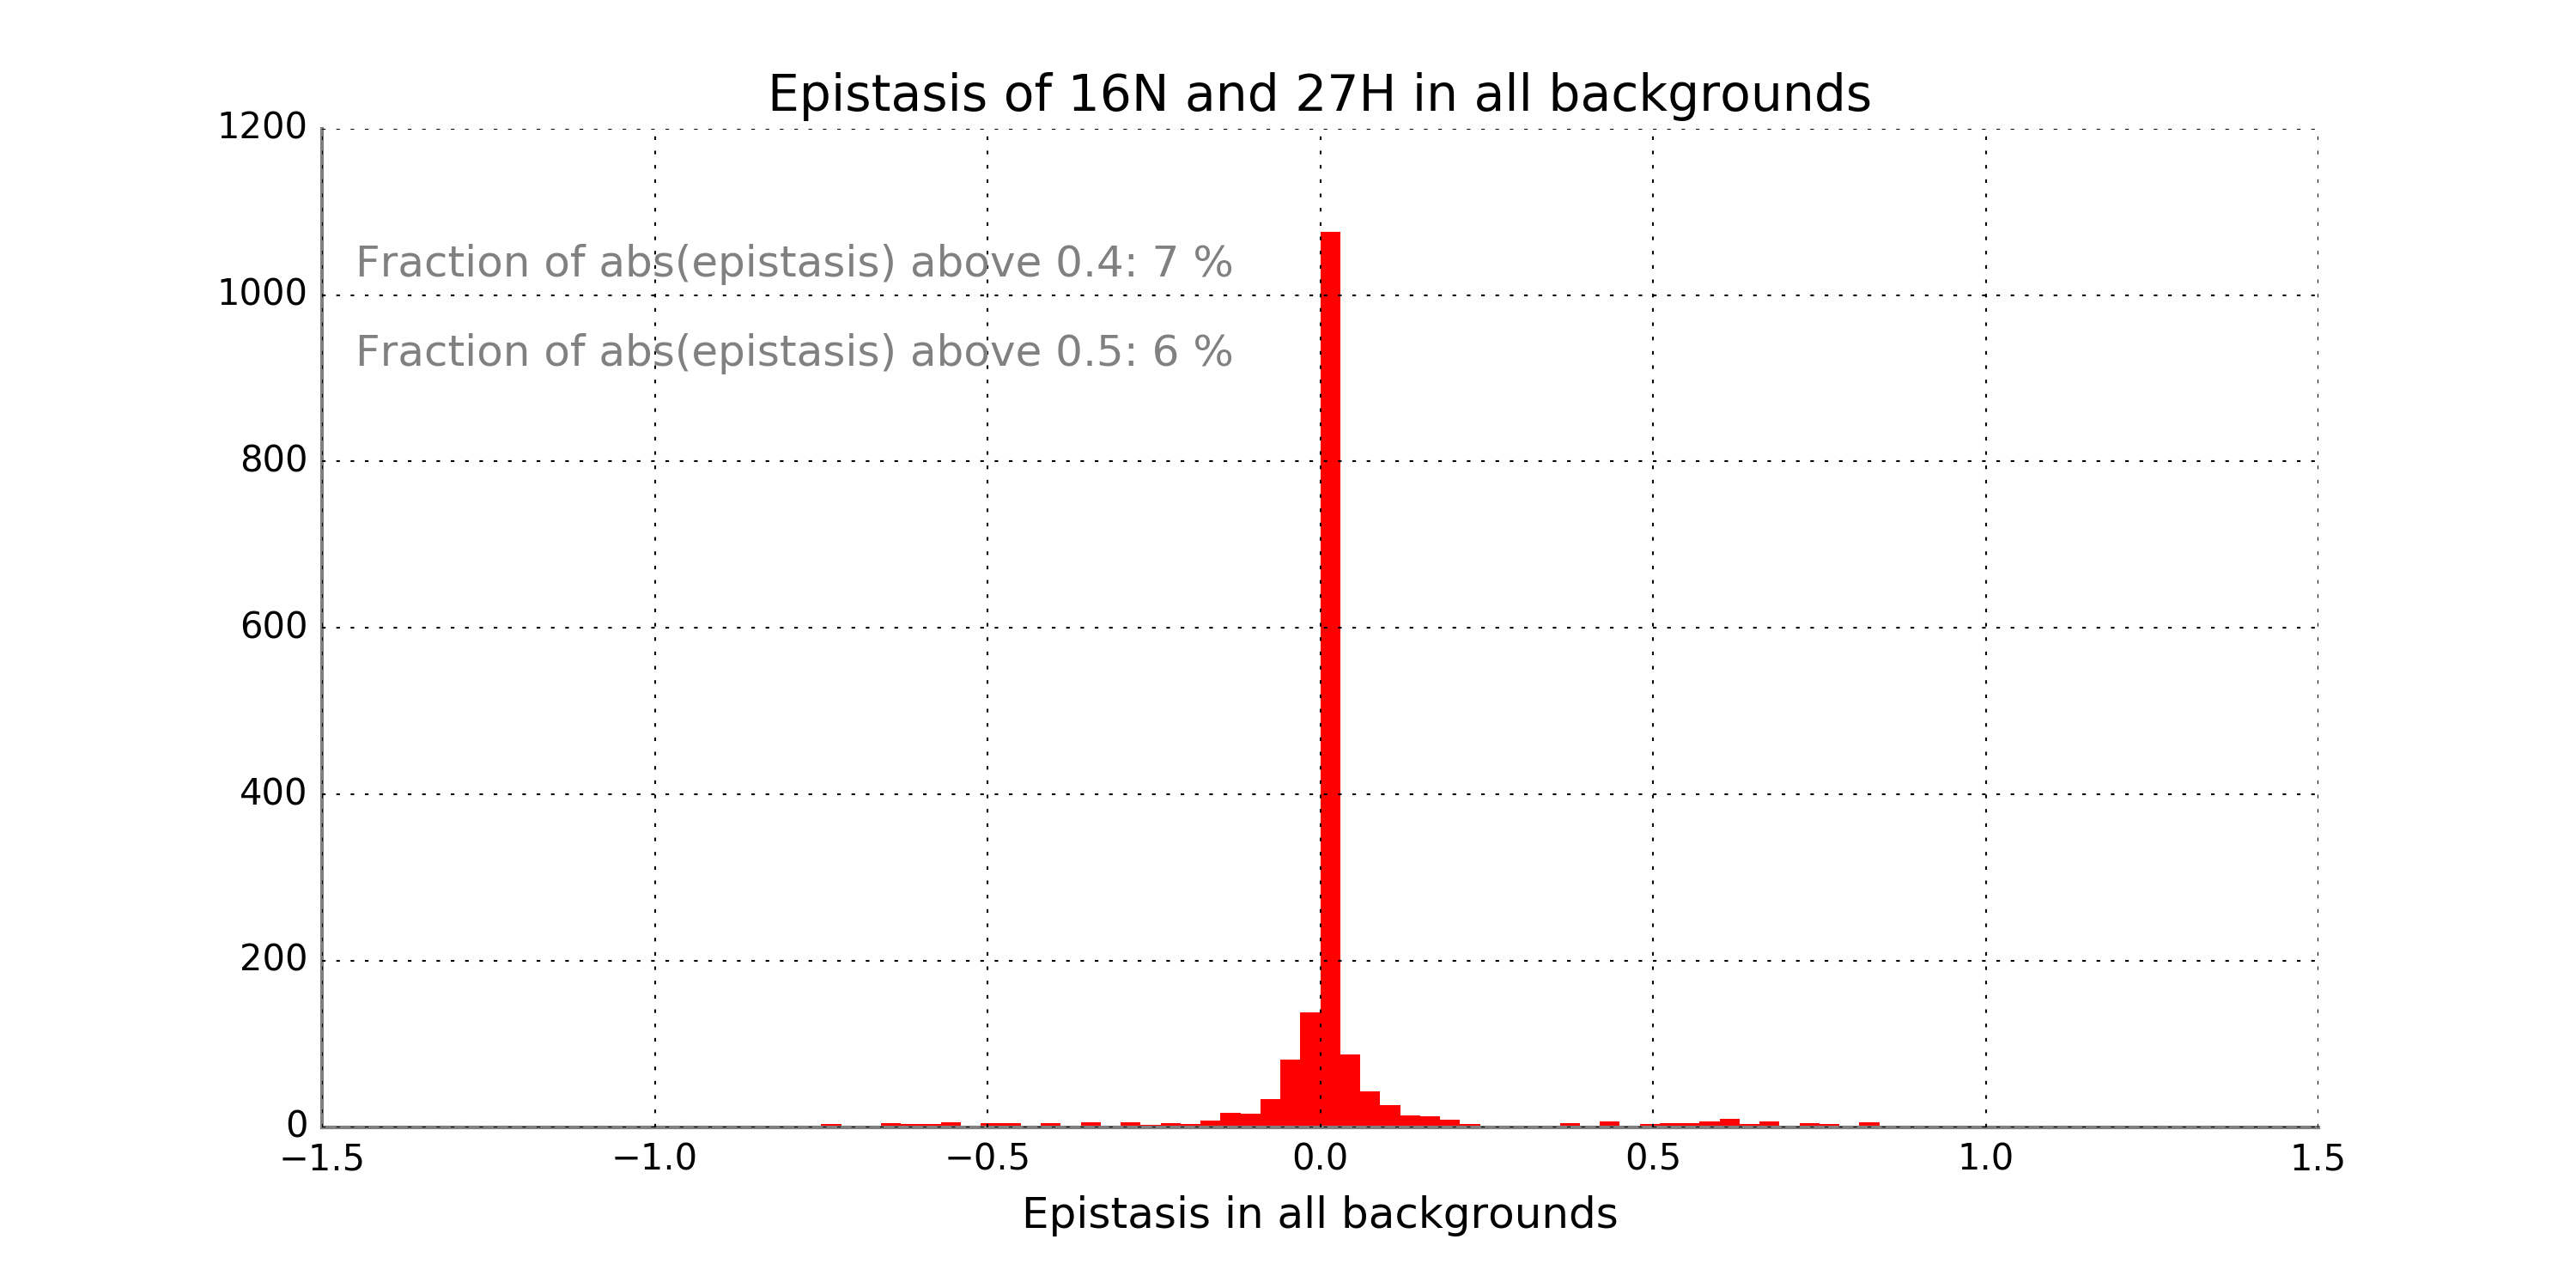 Epistasis of 16N and 27H in all backgrounds
1200
Fraction of abs(epistasis) above 0.4: 7 %
1000
Fraction of abs(epistasis) above 0.5: 6 %
800
600
400
200
0
−1.5 −1.0 −0.5 0.0 0.5 1.0 1.5
Epistasis in all backgrounds